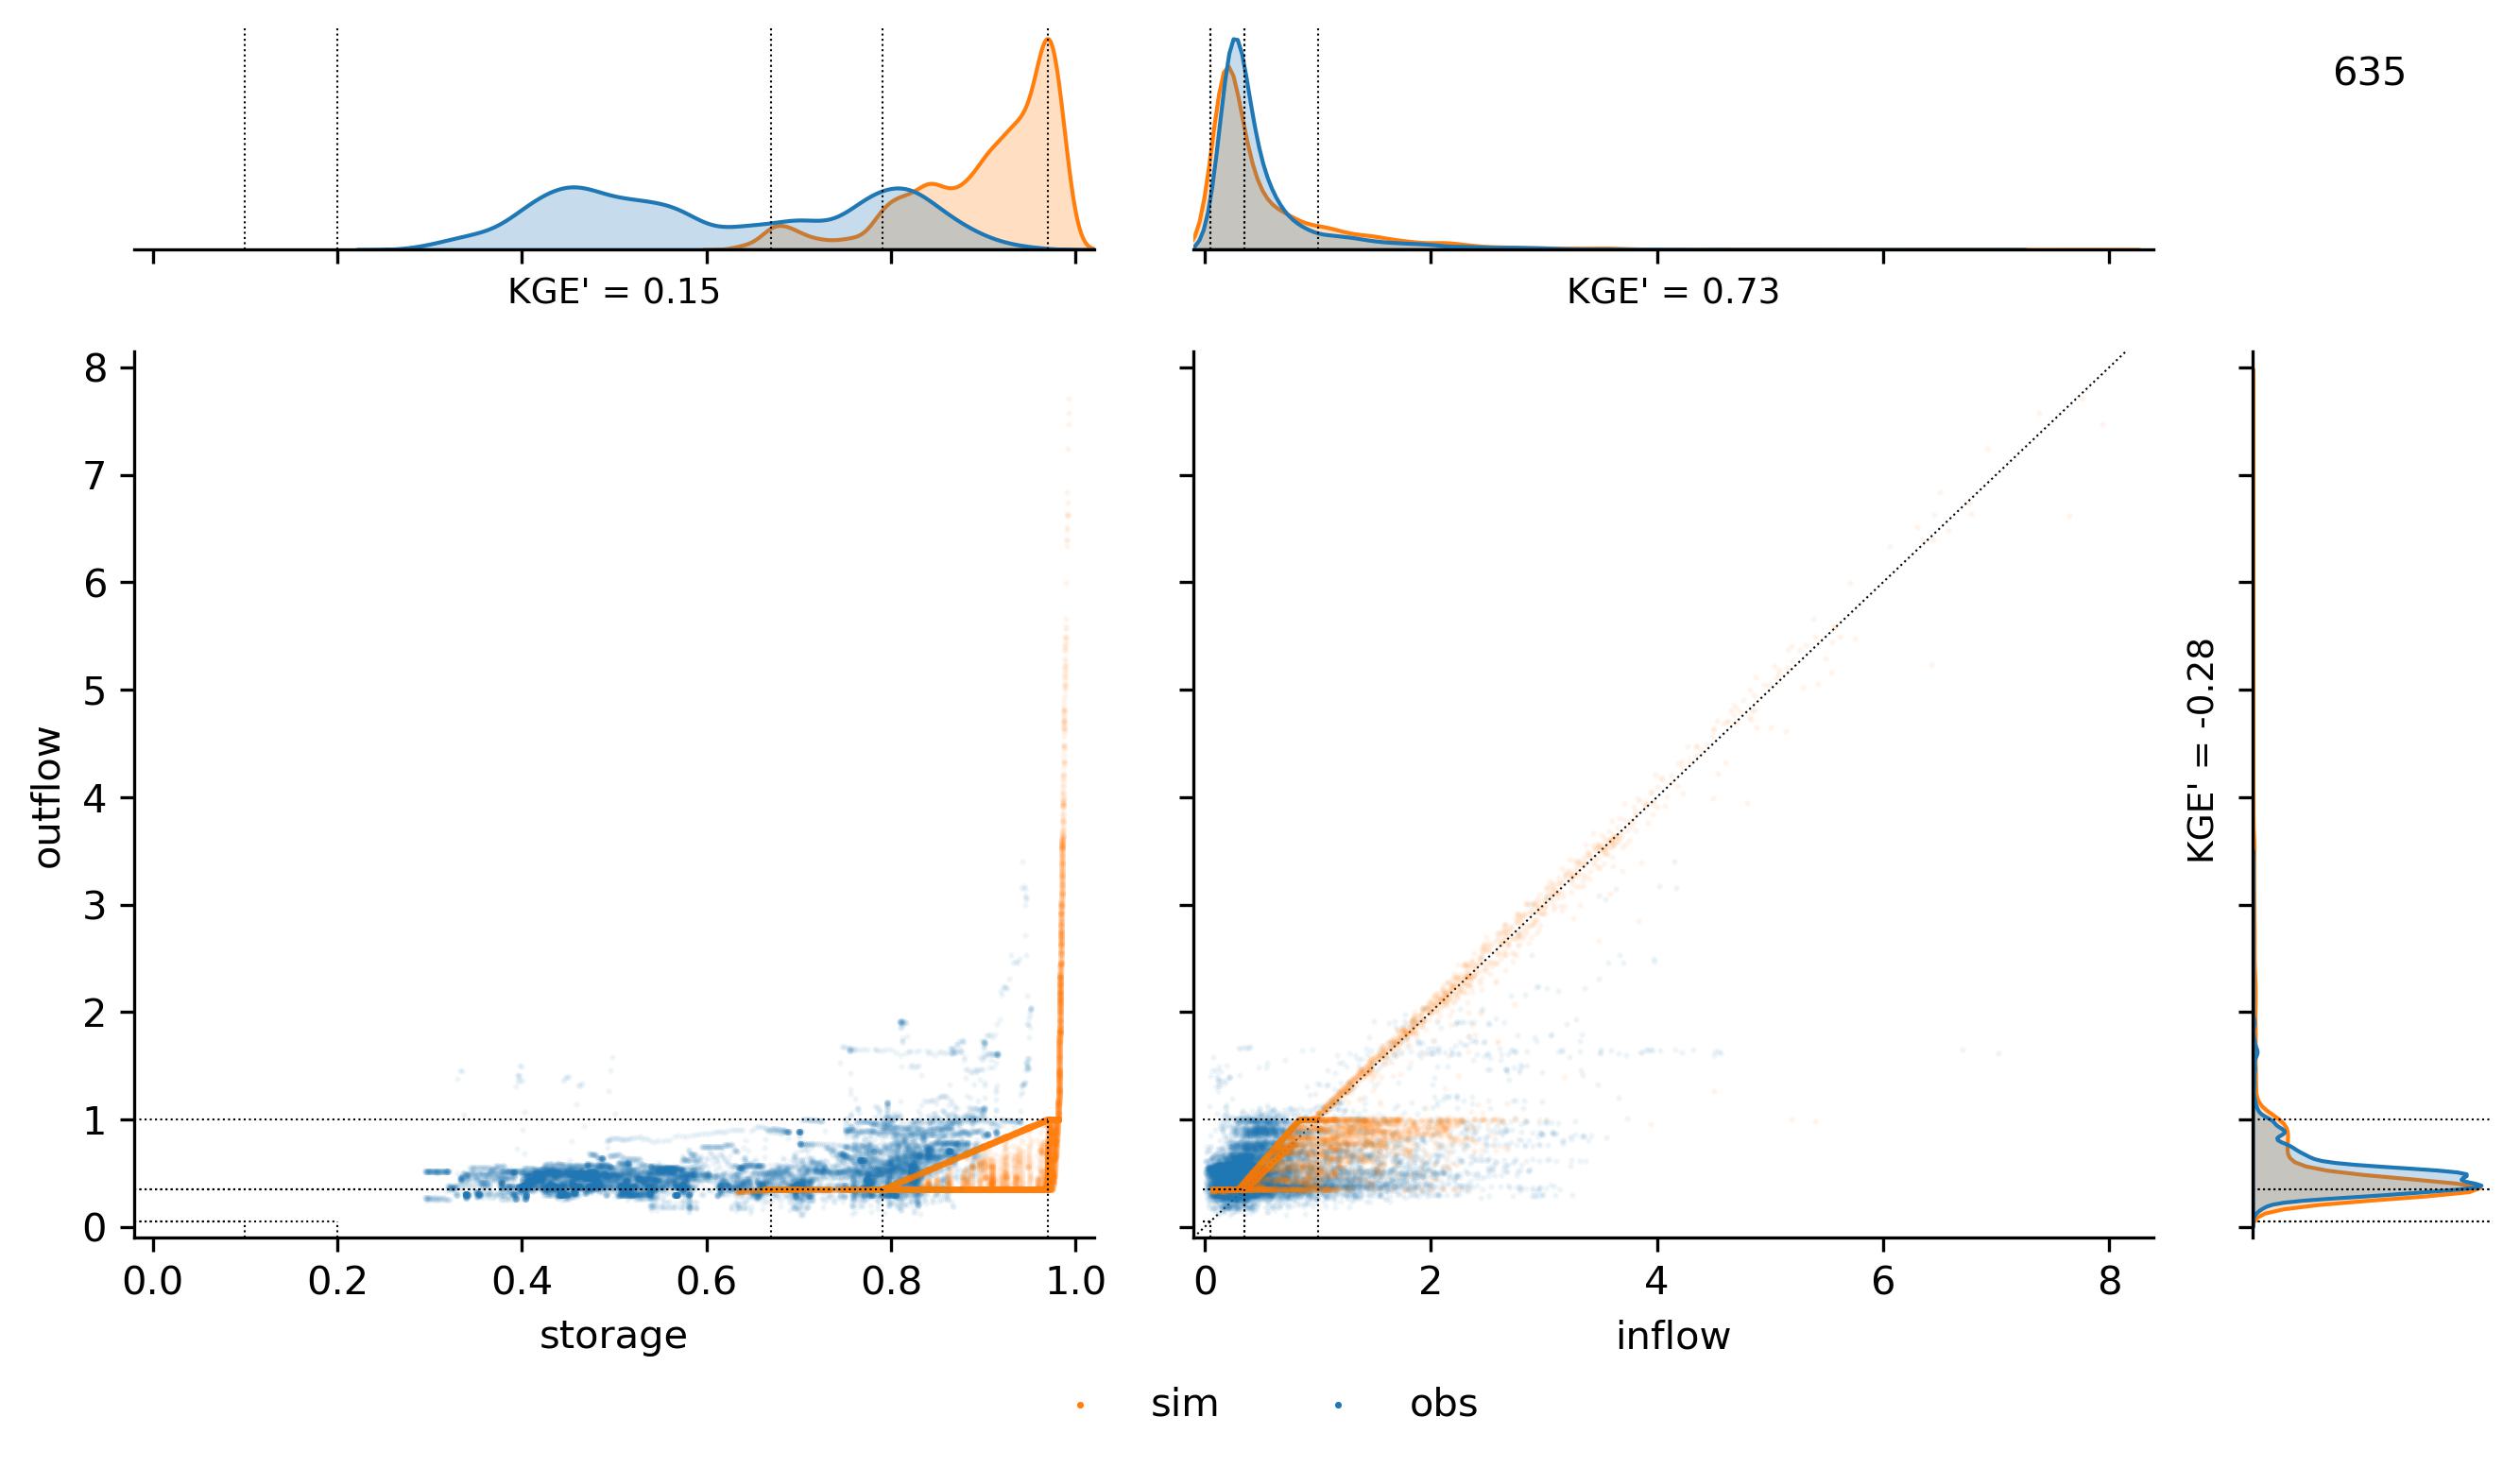 635
KGE' = 0.15
KGE' = 0.73
8
7
6
5
4
3
2
1
0
outflow
KGE' = -0.28
0.0 0.2 0.4 0.6 0.8 1.0
0 2 4 6 8
storage
inflow
sim obs